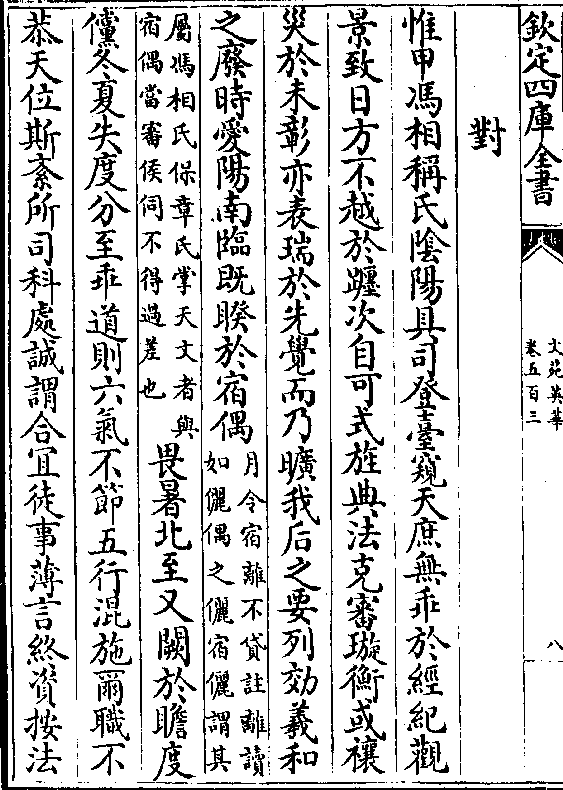 欽定四庫全書
文苑英華
卷五百三
八
對
惟甲馮相稱氏陰陽具司登臺窺天庶無乖於經紀觀
景致日方不越於躔次自可式旌典法克審璇衡或禳
災於未彰亦表瑞於先覺而乃曠我后之要列効義和
之廢時愛陽南臨既睽於宿偶
月令宿離不貸註離讀
如儷偶之儷宿儷謂其
屬馮相氏保章氏掌天文者與
宿偶當審候伺不得過差也
畏暑北至又闕於瞻度
儻冬夏失度分至乖道則六氣不節五行混施爾職不
恭天位斯紊所司科處誠謂合宜徒事薄言終資按法